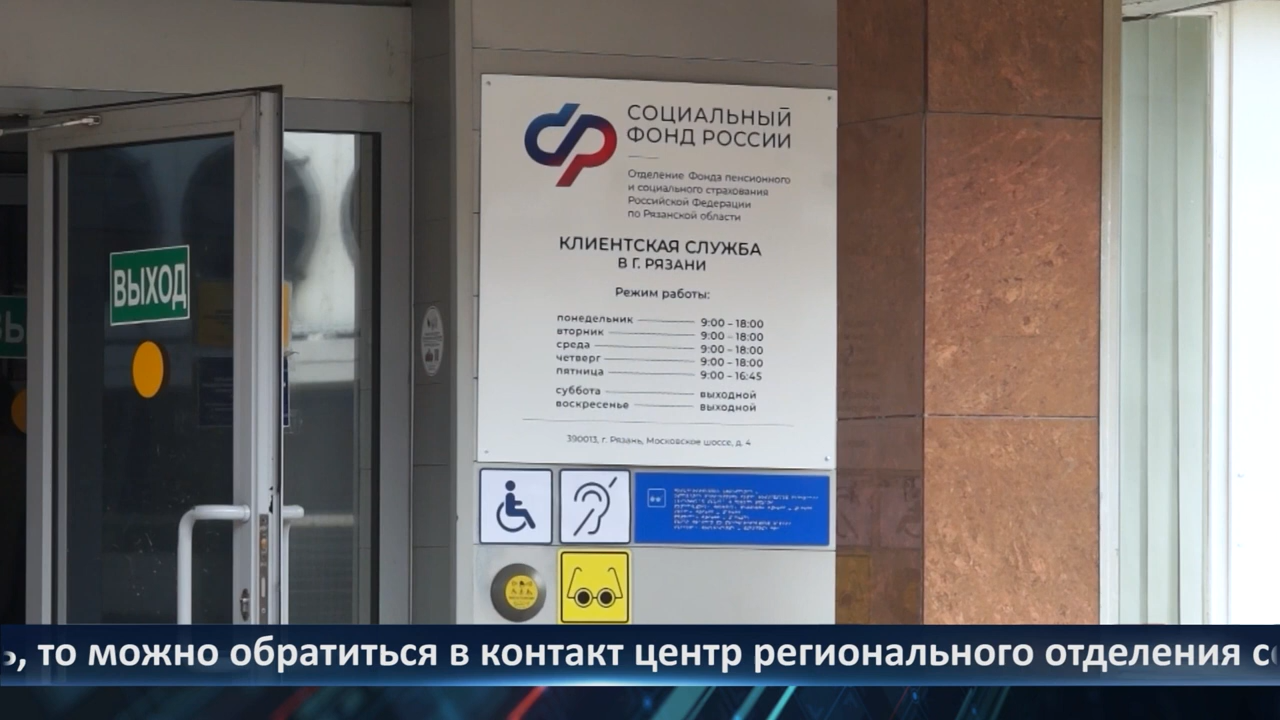 СОЦИАЛЬНЫЙ
ФОНД РОССИИ
Отделение Фонда пенсионного
и социального страхования
Российской Федерации
по Рязанской области
КЛИЕНТСКАЯ СЛУЖБА
В Г. РЯЗАНИ
Режим работы:
понедельник 9:00 – 18:00
вторник 9:00 – 18:00
среда 9:00 – 18:00
четверг 9:00 – 18:00
пятница 9:00 – 16:45
суббота выходной
воскресенье выходной
390013, г. Рязань, Московское шоссе, д. 4
ВЫХОД
то можно обратиться в контакт центр регионального отделения